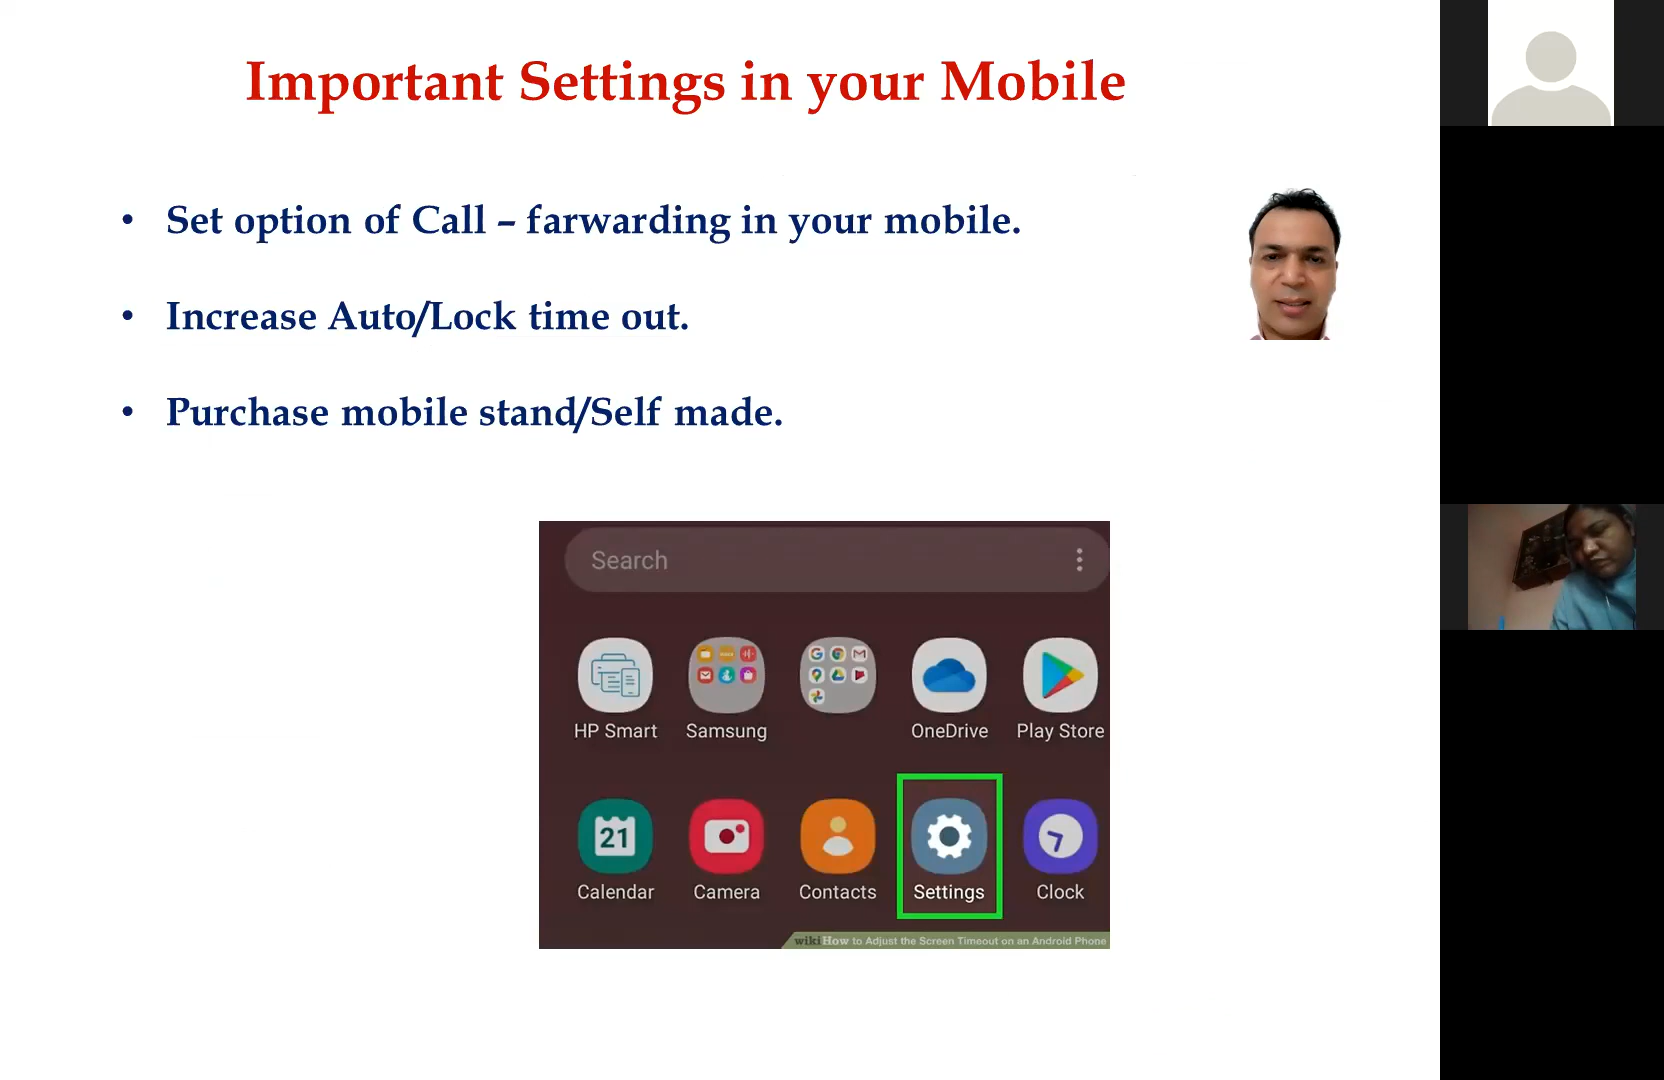 Important Settings in your Mobile
• Set option of Call – farwarding in your mobile.
• Increase Auto/Lock time out.
• Purchase mobile stand/Self made.
Search
HP Smart Samsung OneDrive Play Store
21
Calendar Camera Contacts Settings Clock
wikiHow to Adjust the Screen Timeout on an Android Phone